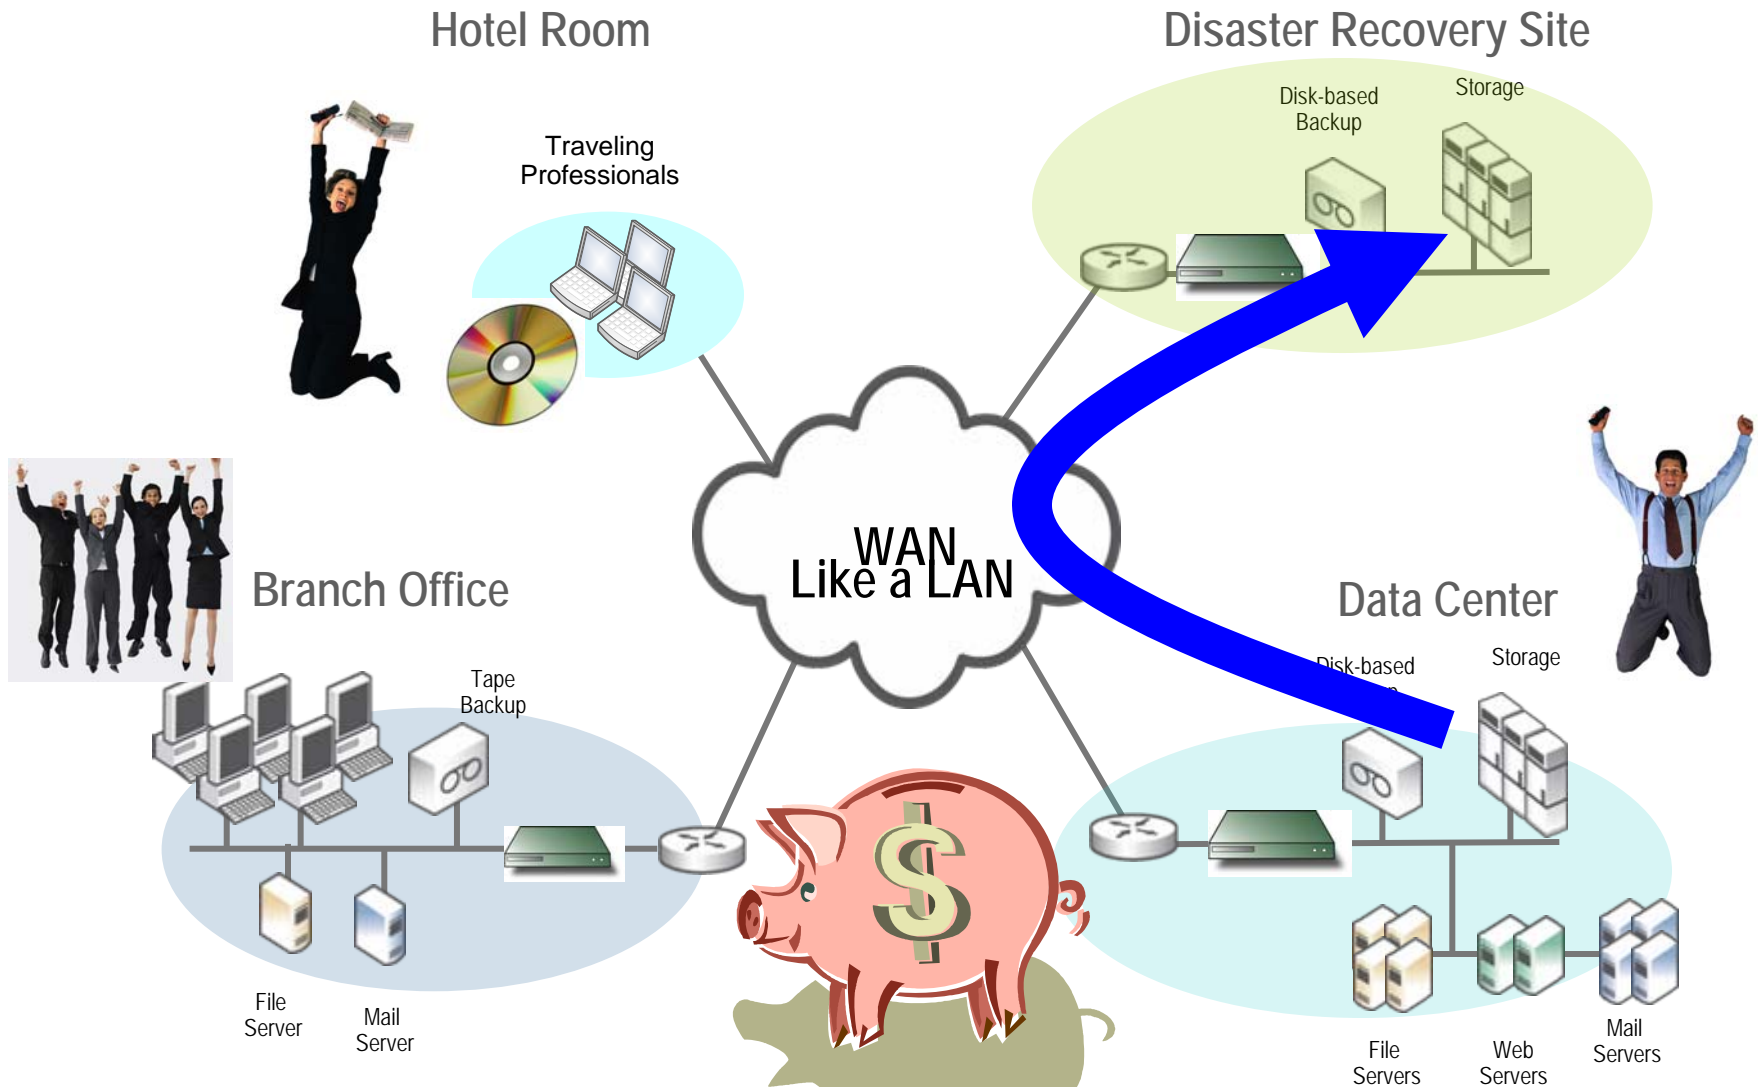 Hotel Room
Disaster Recovery Site
Disk-based
Backup
Storage
Traveling
Professionals
WAN
Like a LAN
Branch Office
Data Center
Tape
Backup
Disk-based
Storage
$
File
Server
Mail
Server
File
Servers
Web
Servers
Mail
Servers